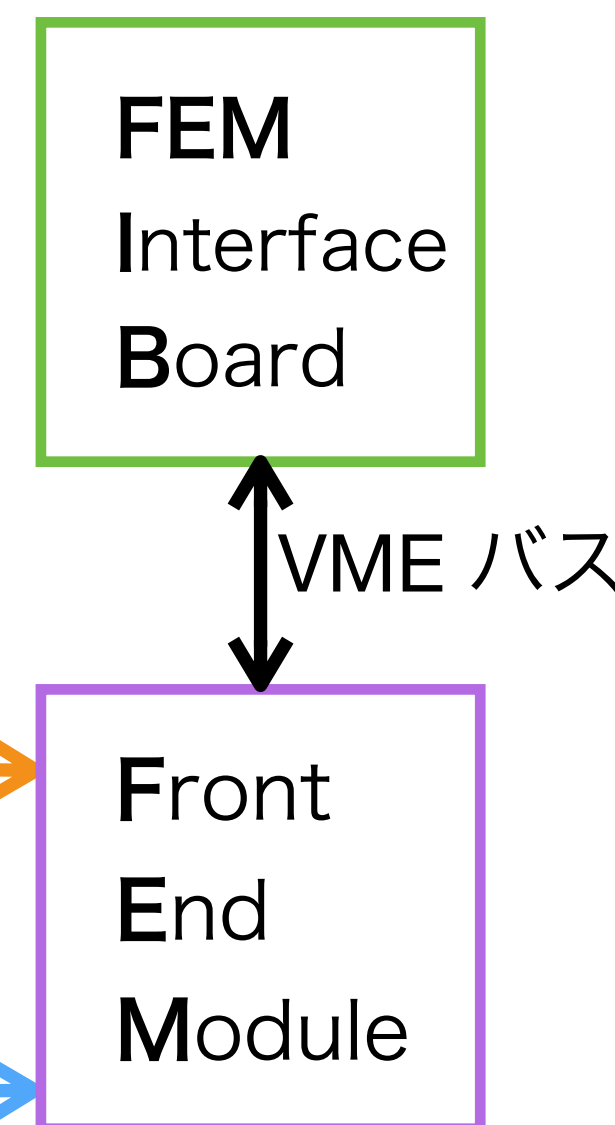 FEM
Interface
Board
VME バス
Front
End
Module